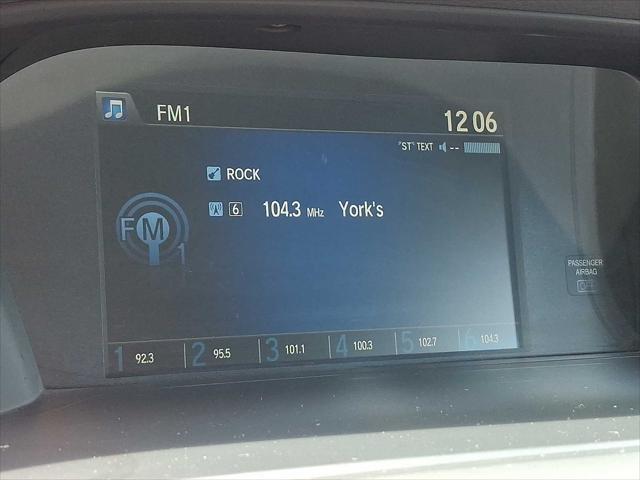 FM1 12:06
"ST" TEXT --
ROCK
6 104.3 MHz York's
FM 1
PASSENGER
AIRBAG
OFF
1 92.3 2 95.5 3 101.1 4 100.3 5 102.7 6 104.3